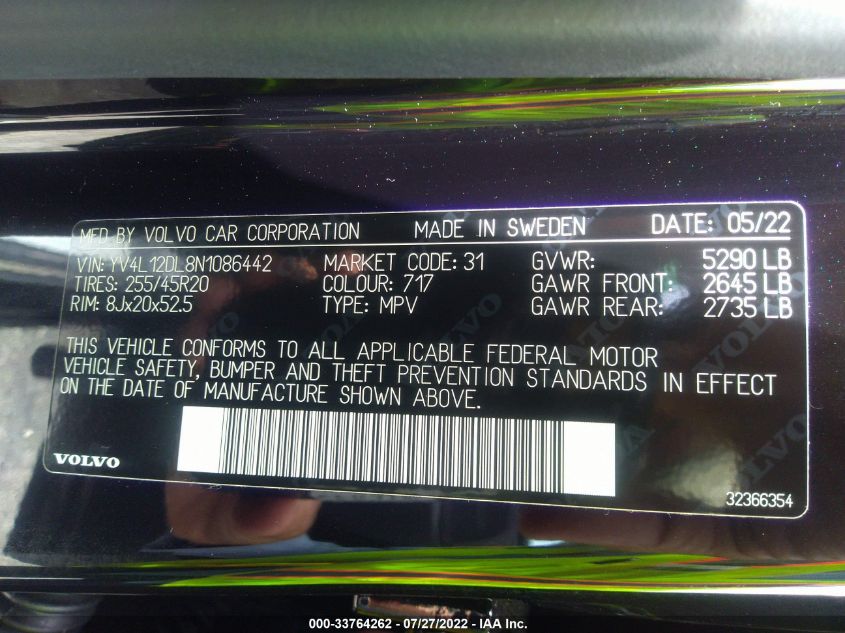 MFD BY VOLVO CAR CORPORATION MADE IN SWEDEN DATE: 05/22
VIN: YV4L12DL8N1086442 MARKET CODE: 31 GVWR: 5290 LB
TIRES: 255/45R20 COLOUR: 717 GAWR FRONT: 2645 LB
RIM: 8Jx20x52.5 TYPE: MPV GAWR REAR: 2735 LB
THIS VEHICLE CONFORMS TO ALL APPLICABLE FEDERAL MOTOR
VEHICLE SAFETY, BUMPER AND THEFT PREVENTION STANDARDS IN EFFECT
ON THE DATE OF MANUFACTURE SHOWN ABOVE.
VOLVO
32366354
000-33764262 - 07/27/2022 - IAA Inc.